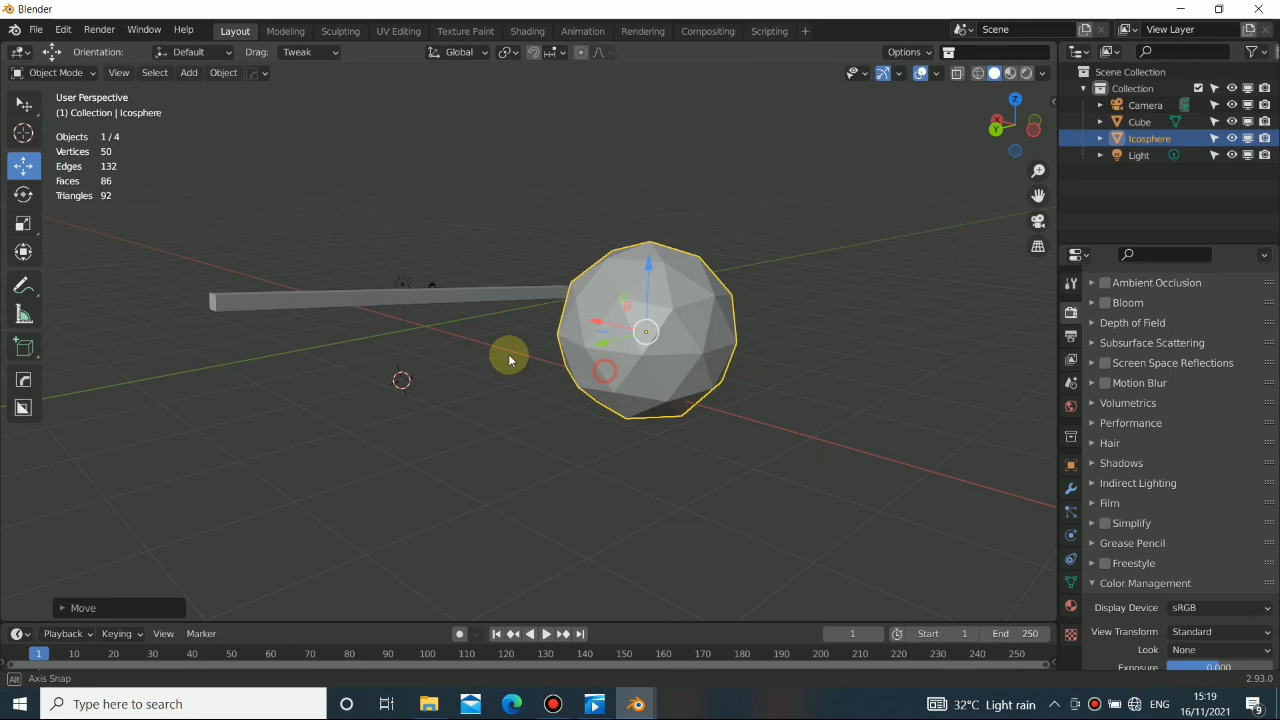 Blender
File Edit Render Window Help Layout Modeling Sculpting UV Editing Texture Paint Shading Animation Rendering Compositing Scripting + Scene View Layer
Orientation: Default Drag: Tweak Global Options
Object Mode View Select Add Object
Scene Collection
Collection
Camera
Cube
Icosphere
Light
User Perspective
(1) Collection | Icosphere
Objects 1 / 4
Vertices 50
Edges 132
Faces 86
Triangles 92
Z
X
Y
Ambient Occlusion
Bloom
Depth of Field
Subsurface Scattering
Screen Space Reflections
Motion Blur
Volumetrics
Performance
Hair
Shadows
Indirect Lighting
Film
Simplify
Grease Pencil
Freestyle
Color Management
Display Device sRGB
View Transform Standard
Look None
Exposure 0.000
Move
Playback Keying View Marker 1 Start 1 End 250
1 10 20 30 40 50 60 70 80 90 100 110 120 130 140 150 160 170 180 190 200 210 220 230 240 250
Alt Axis Snap 2.93.0
Type here to search 32°C Light rain ENG 15:19 16/11/2021 9